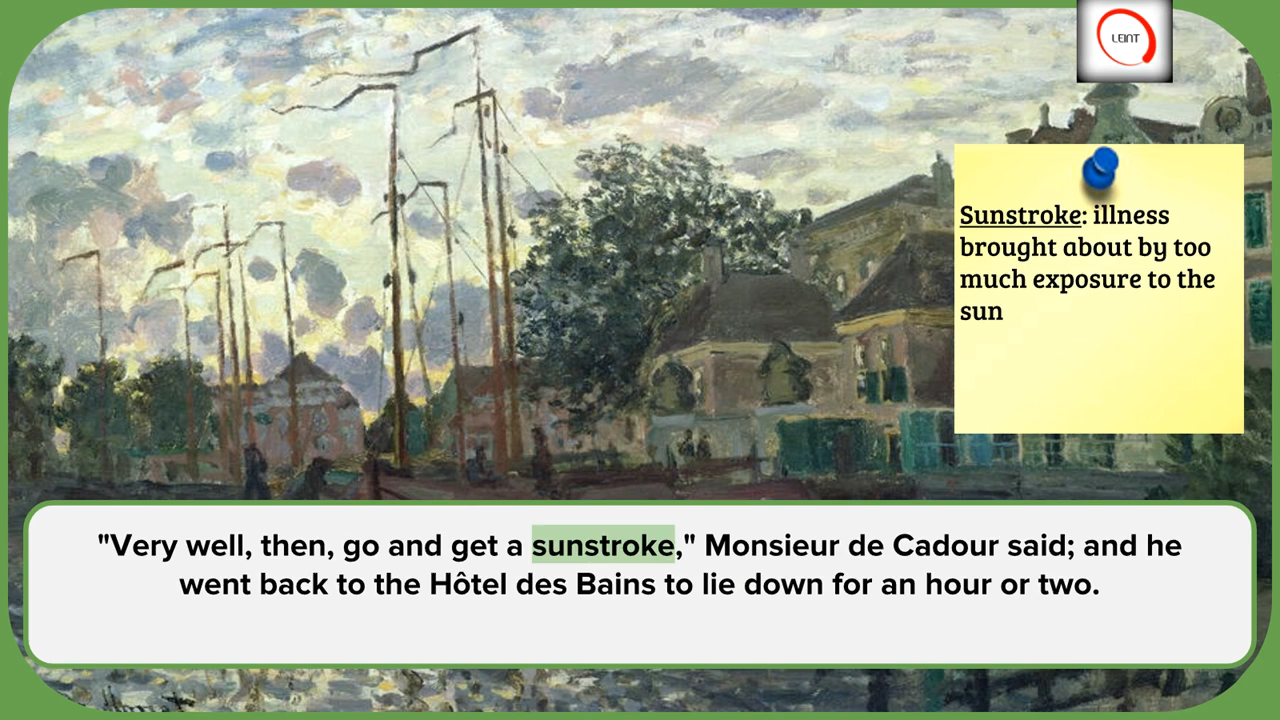 LEINT
Sunstroke: illness
brought about by too
much exposure to the
sun
"Very well, then, go and get a sunstroke," Monsieur de Cadour said; and he
went back to the Hôtel des Bains to lie down for an hour or two.